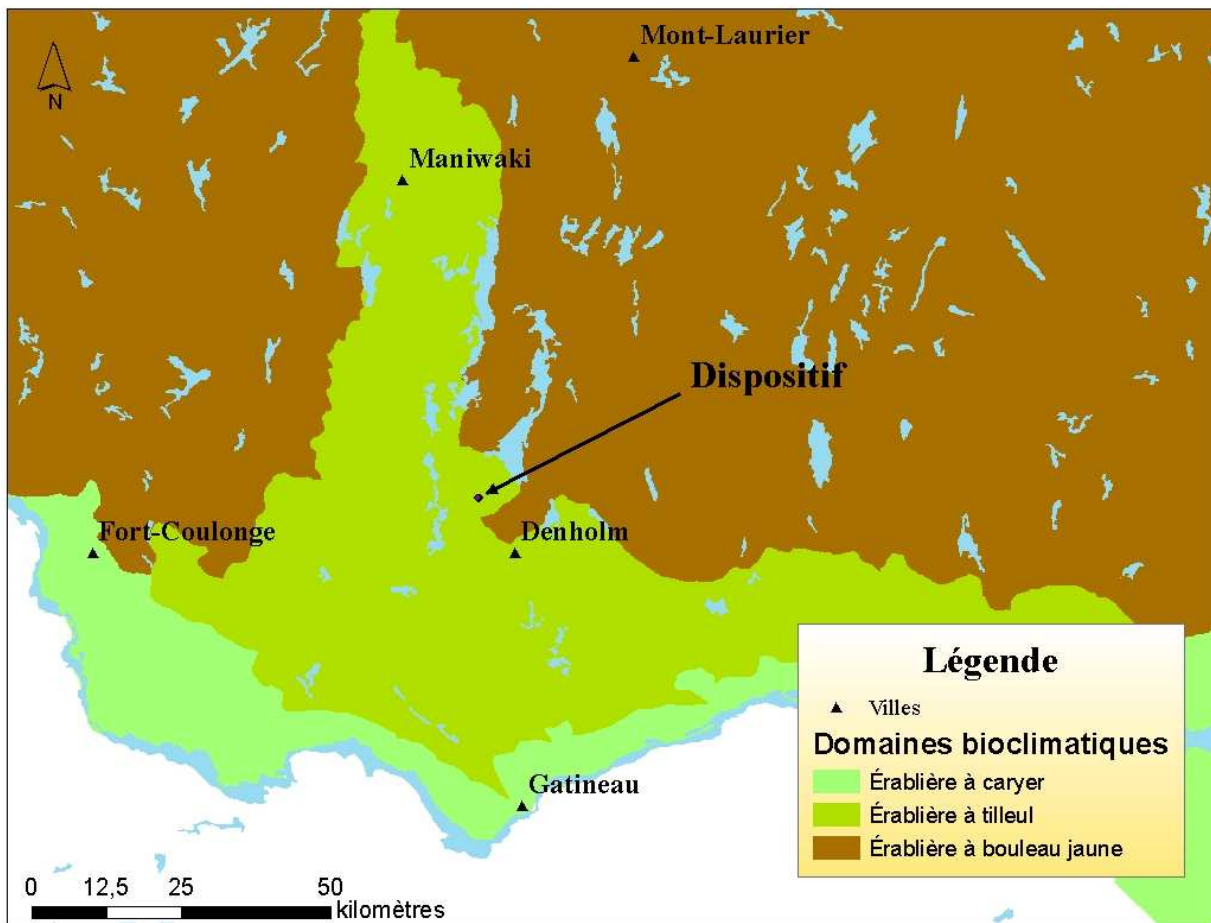 Mont-Laurier
N
Maniwaki
Dispositif
Fort-Coulonge
Denholm
Gatineau
Légende
Villes
Domaines bioclimatiques
Érablière à caryer
Érablière à tilleul
Érablière à bouleau jaune
0 12,5 25 50
kilomètres